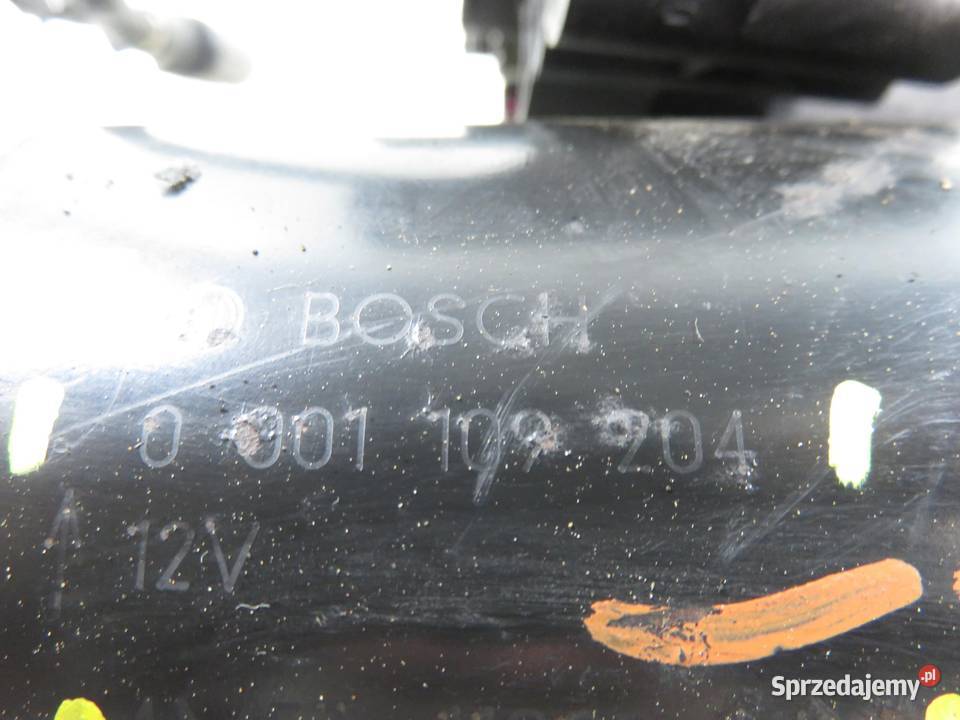 BOSCH
0 001 109 204
12V
Sprzedajemy.pl